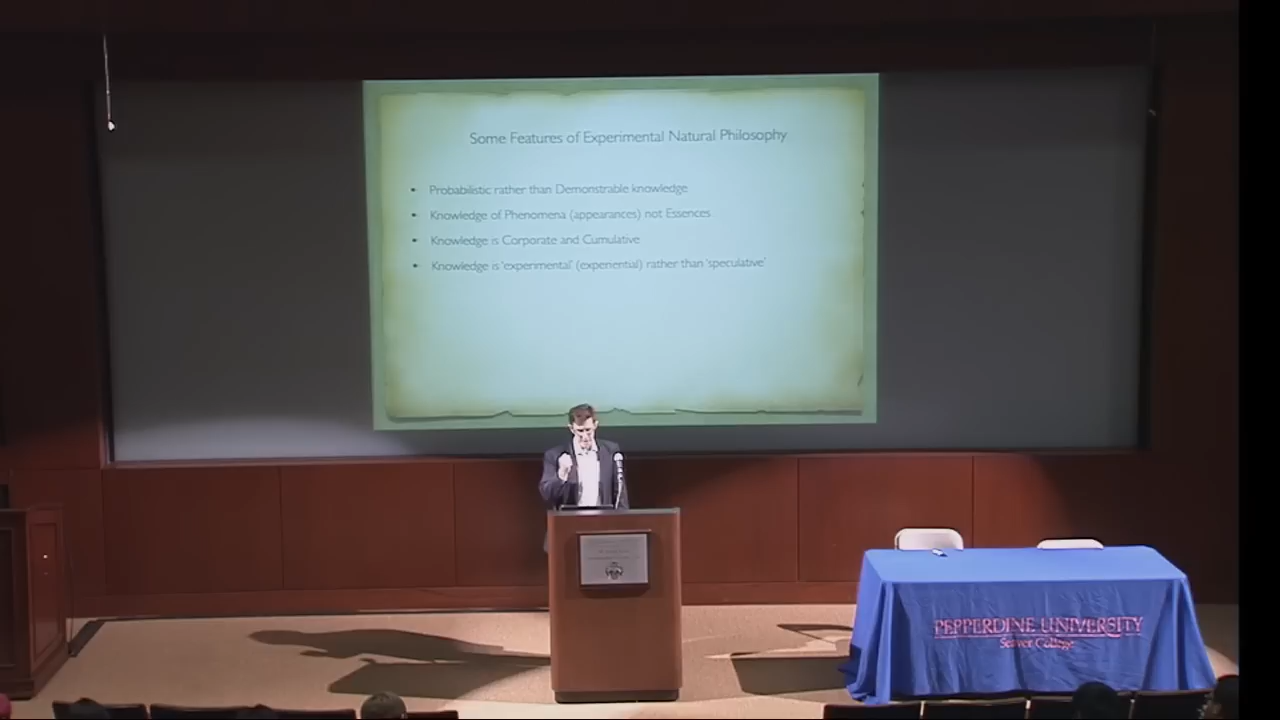 Some Features of Experimental Natural Philosophy
• Probabilistic rather than Demonstrable knowledge
• Knowledge of Phenomena (appearances) not Essences
• Knowledge is Corporate and Cumulative
• Knowledge is 'experimental' (experiential) rather than 'speculative'
PEPPERDINE UNIVERSITY
Seaver College